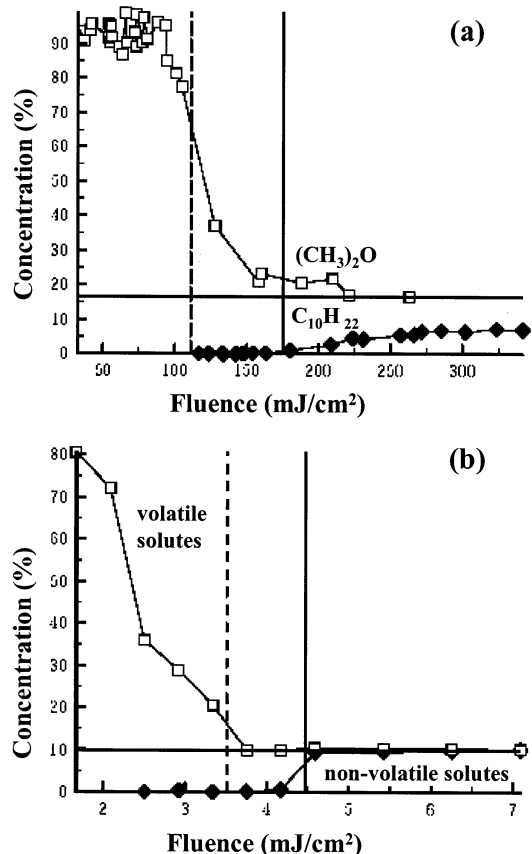 (a)
Concentration (%)
90
80
70
60
50
40
30
20
10
0
(CH3)2O
C10H22
50 100 150 200 250 300
Fluence (mJ/cm²)
(b)
Concentration (%)
80
70
60
50
40
30
20
10
0
volatile
solutes
non-volatile solutes
2 3 4 5 6 7
Fluence (mJ/cm²)